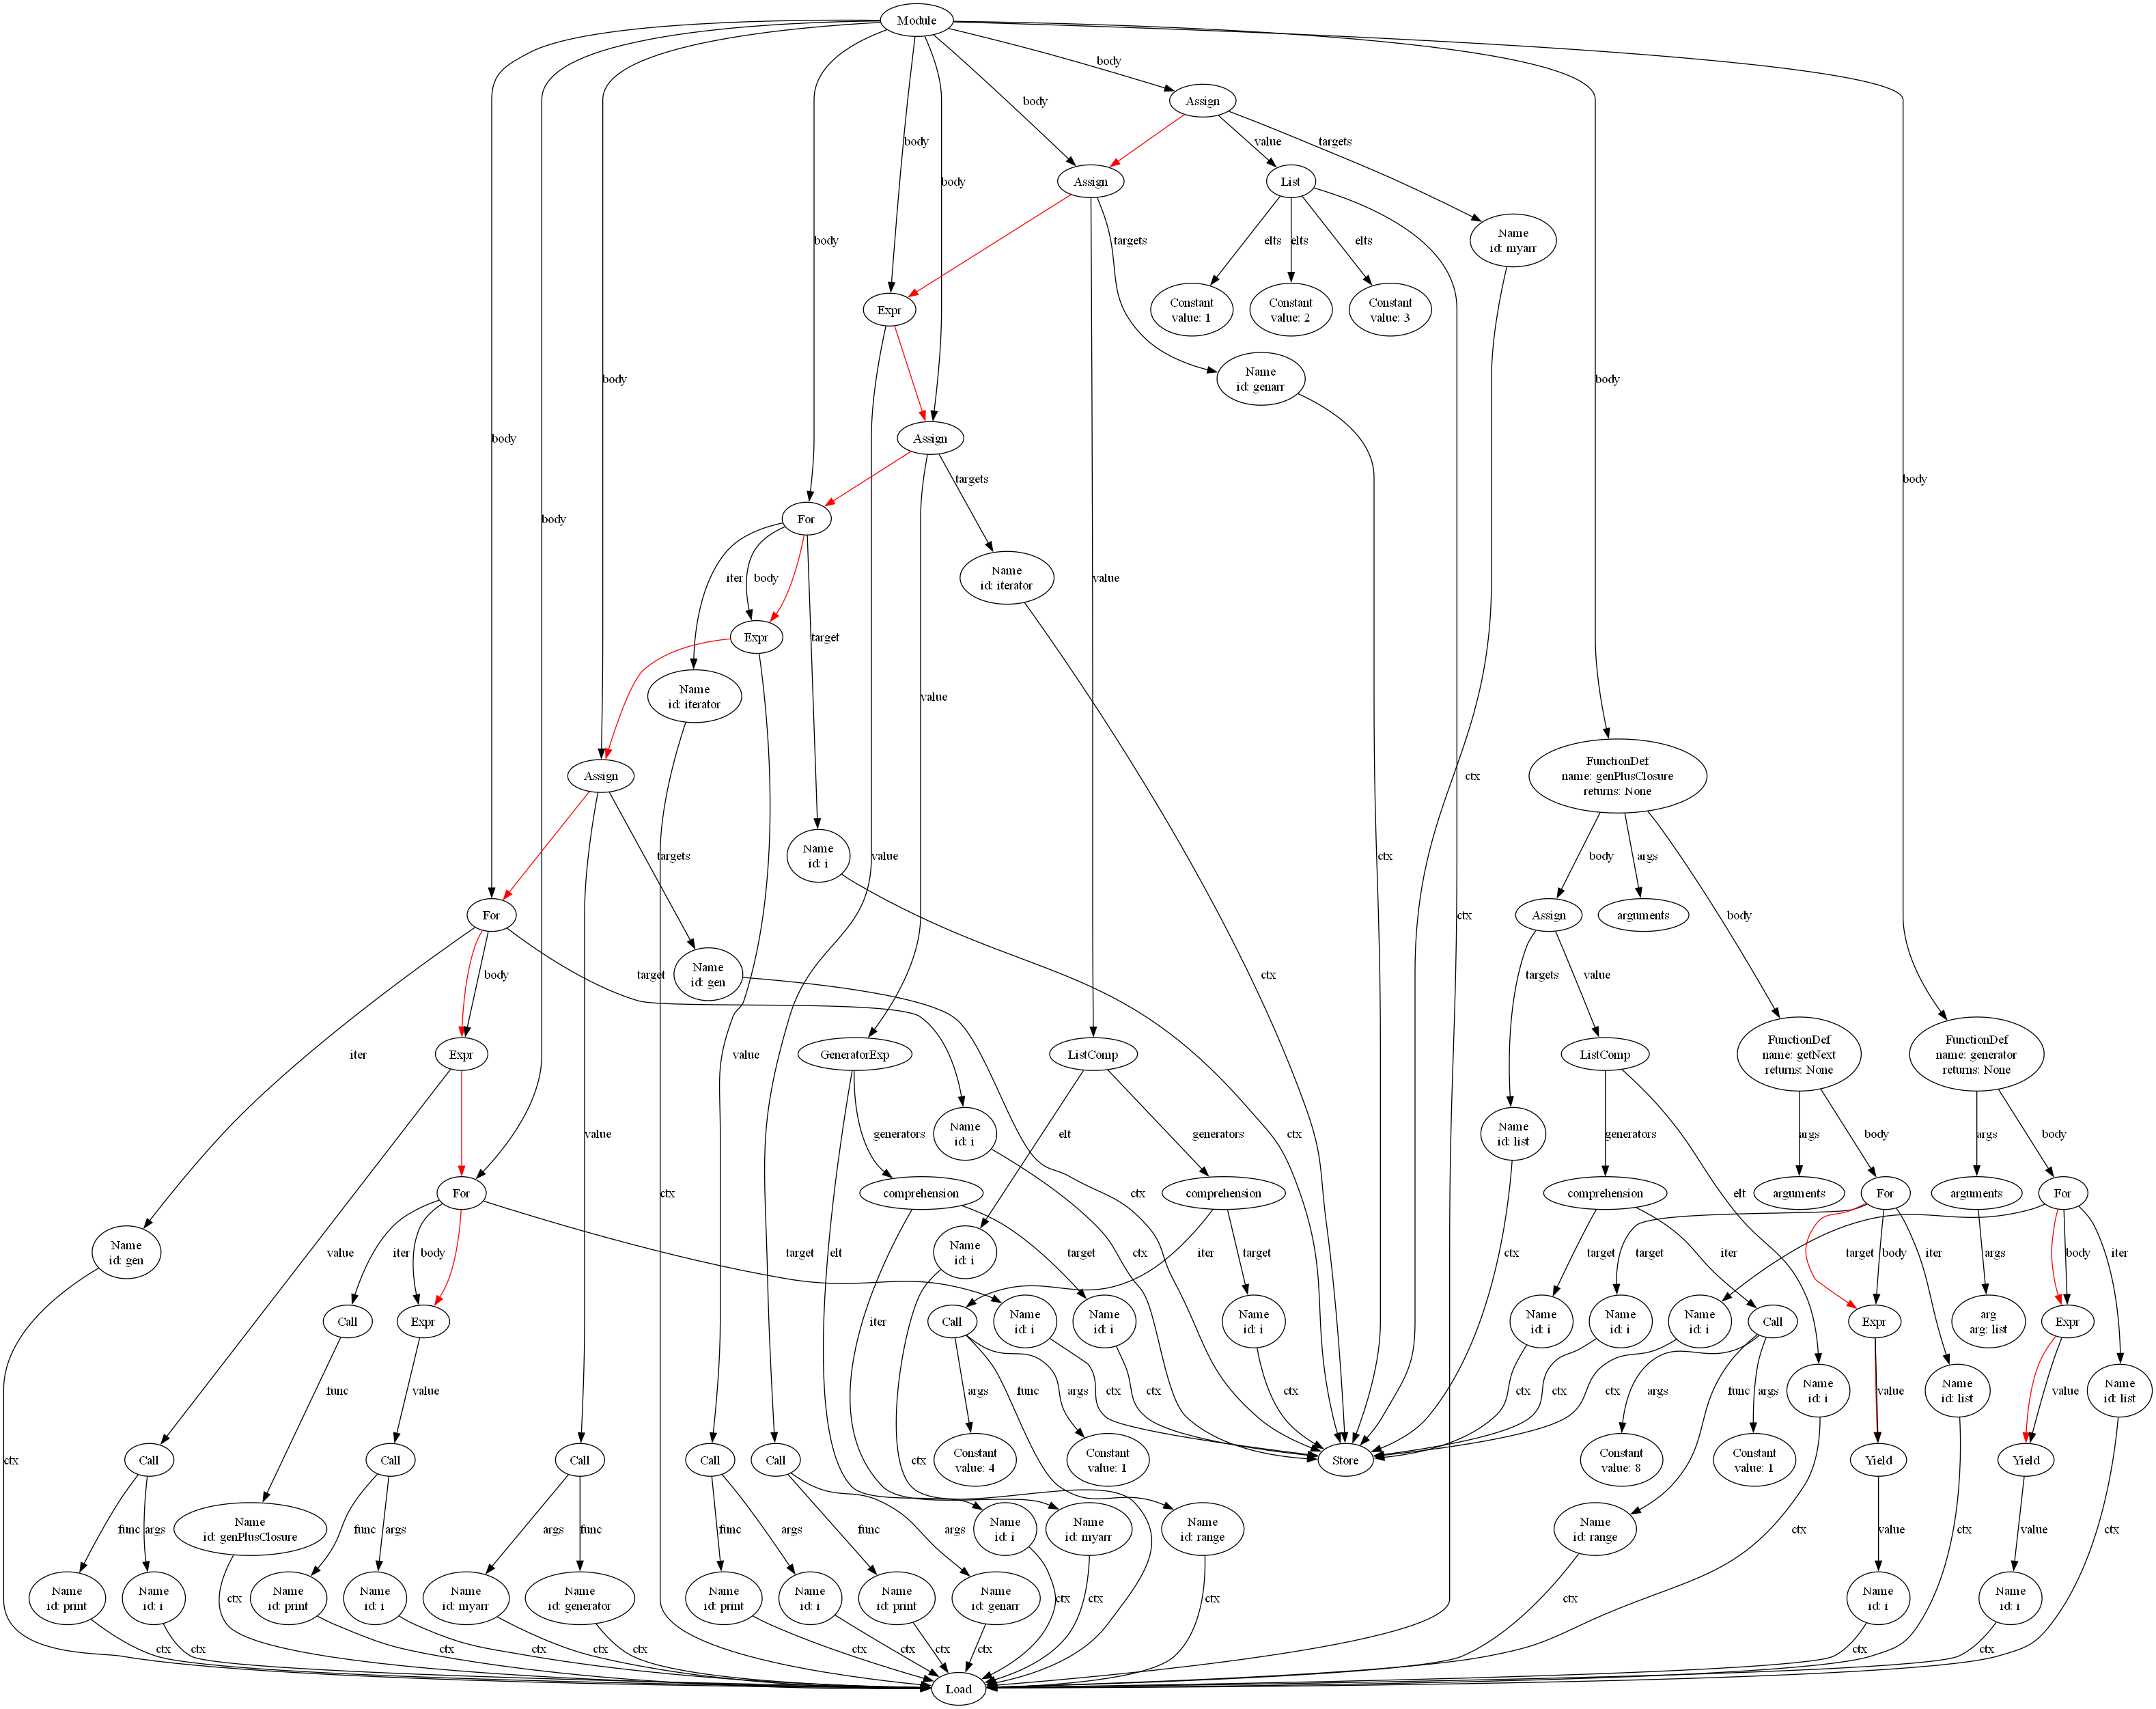 Module
body
Assign
body
Assign
value
targets
List
body
body
Name
id: myarr
body
targets
elts
elts
elts
Expr
Constant
value: 1
Constant
value: 2
Constant
value: 3
Name
id: genarr
body
body
Assign
body
body
targets
body
For
body
Name
id: iterator
value
iter
body
Expr
target
Name
id: iterator
value
FunctionDef
name: genPlusClosure
returns: None
Assign
ctx
Name
id: i
targets
value
ctx
body
args
For
ctx
Assign
arguments
body
body
target
Name
id: gen
ctx
targets
value
iter
Expr
value
GeneratorExp
ListComp
ListComp
FunctionDef
name: getNext
returns: None
FunctionDef
name: generator
returns: None
Name
id: i
value
generators
elt
generators
ctx
Name
id: list
generators
args
body
args
body
For
ctx
comprehension
comprehension
comprehension
elt
arguments
For
arguments
For
Name
id: gen
value
iter
body
target
elt
ctx
Name
id: i
target
iter
target
ctx
target
iter
target
body
iter
target
args
body
iter
Call
Expr
Name
id: i
Name
id: i
Call
Name
id: i
Name
id: i
Name
id: i
Name
id: i
Call
Expr
arg
arg: list
Expr
iter
func
value
args
func
args
ctx
ctx
ctx
ctx
ctx
ctx
args
func
args
Name
id: i
value
Name
id: list
value
Name
id: list
ctx
Call
Call
Call
Call
Call
ctx
Constant
value: 4
Constant
value: 1
Store
Constant
value: 8
Constant
value: 1
Yield
Yield
func
args
Name
id: genPlusClosure
func
args
args
func
func
args
func
args
Name
id: i
Name
id: myarr
Name
id: range
Name
id: range
ctx
value
ctx
value
ctx
Name
id: print
Name
id: i
ctx
Name
id: print
Name
id: i
Name
id: myarr
Name
id: generator
Name
id: print
Name
id: i
Name
id: print
Name
id: genarr
ctx
ctx
ctx
ctx
Name
id: i
Name
id: i
ctx
ctx
ctx
ctx
ctx
ctx
ctx
ctx
ctx
ctx
ctx
ctx
Load